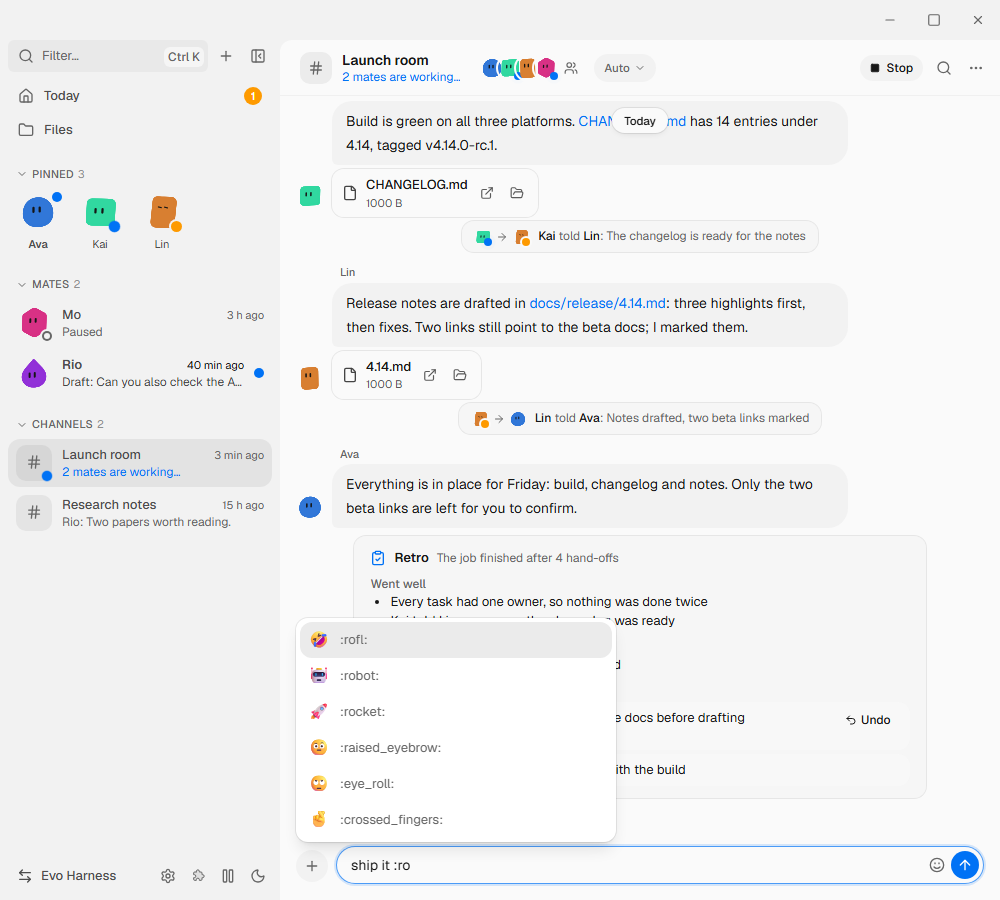 Filter...
Ctrl K
Today
1
Files
PINNED 3
Ava
Kai
Lin
MATES 2
Mo
3 h ago
Paused
Rio
40 min ago
Draft: Can you also check the A...
CHANNELS 2
Launch room
3 min ago
2 mates are working...
Research notes
15 h ago
Rio: Two papers worth reading.
Evo Harness
Launch room
2 mates are working...
Auto
Stop
Today
Build is green on all three platforms. CHAN md has 14 entries under
4.14, tagged v4.14.0-rc.1.
CHANGELOG.md
1000 B
Kai told Lin: The changelog is ready for the notes
Lin
Release notes are drafted in docs/release/4.14.md: three highlights first,
then fixes. Two links still point to the beta docs; I marked them.
4.14.md
1000 B
Lin told Ava: Notes drafted, two beta links marked
Ava
Everything is in place for Friday: build, changelog and notes. Only the two
beta links are left for you to confirm.
Retro The job finished after 4 hand-offs
Went well
• Every task had one owner, so nothing was done twice
was ready
docs before drafting
Undo
with the build
:rofl:
:robot:
:rocket:
:raised_eyebrow:
:eye_roll:
:crossed_fingers:
ship it :ro